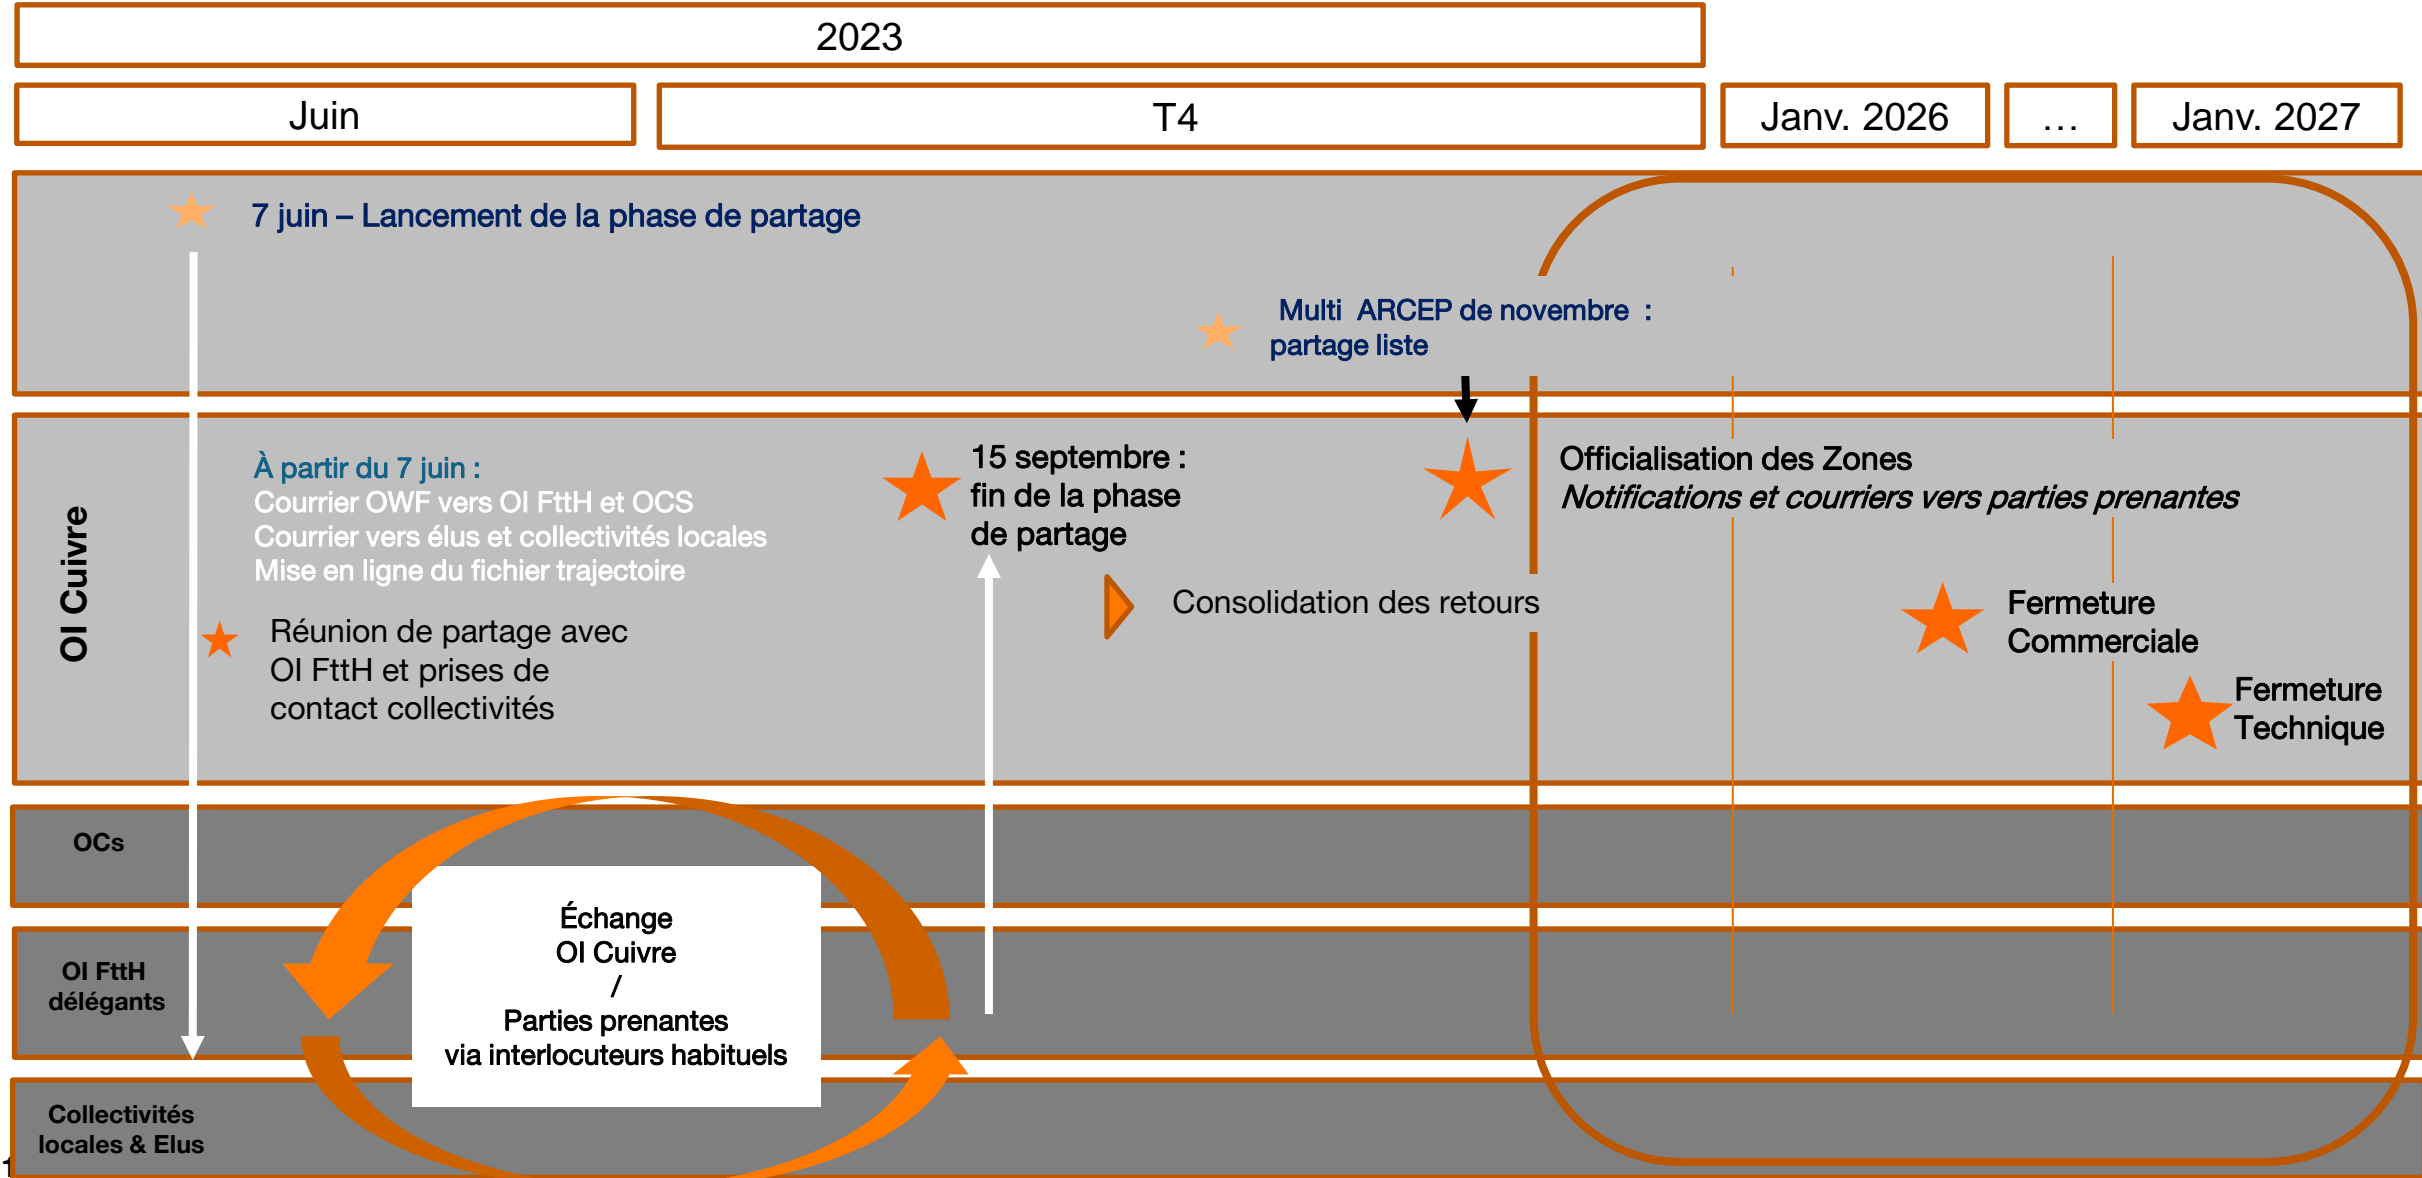 2023
Juin
T4
Janv. 2026
...
Janv. 2027
7 juin – Lancement de la phase de partage
Multi ARCEP de novembre :
partage liste
OI Cuivre
À partir du 7 juin :
Courrier OWF vers OI FttH et OCS
Courrier vers élus et collectivités locales
Mise en ligne du fichier trajectoire
Réunion de partage avec
OI FttH et prises de
contact collectivités
15 septembre :
fin de la phase
de partage
Consolidation des retours
Officialisation des Zones
Notifications et courriers vers parties prenantes
Fermeture
Commerciale
Fermeture
Technique
OCs
OI FttH
délégants
Collectivités
locales & Elus
Échange
OI Cuivre
/
Parties prenantes
via interlocuteurs habituels